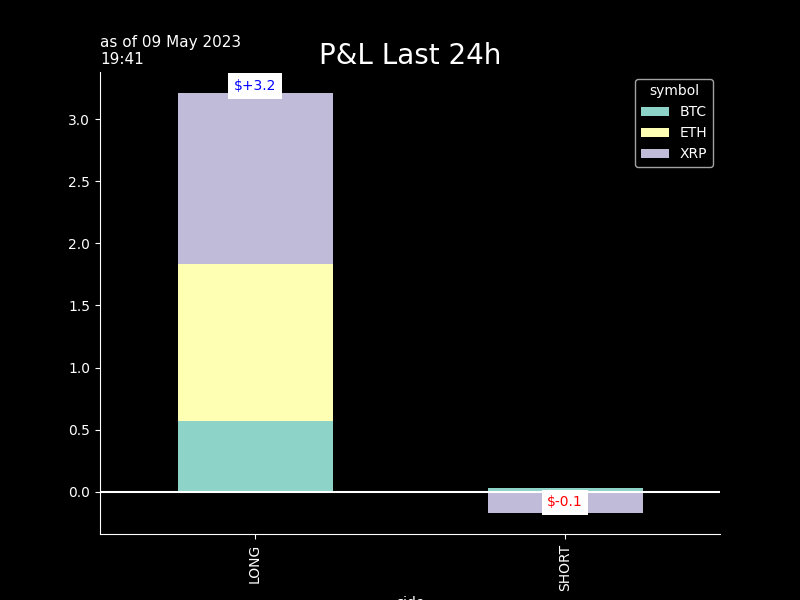 as of 09 May 2023
19:41
P&L Last 24h
$+3.2
symbol
BTC
ETH
XRP
3.0
2.5
2.0
1.5
1.0
0.5
0.0
$-0.1
LONG
SHORT
side